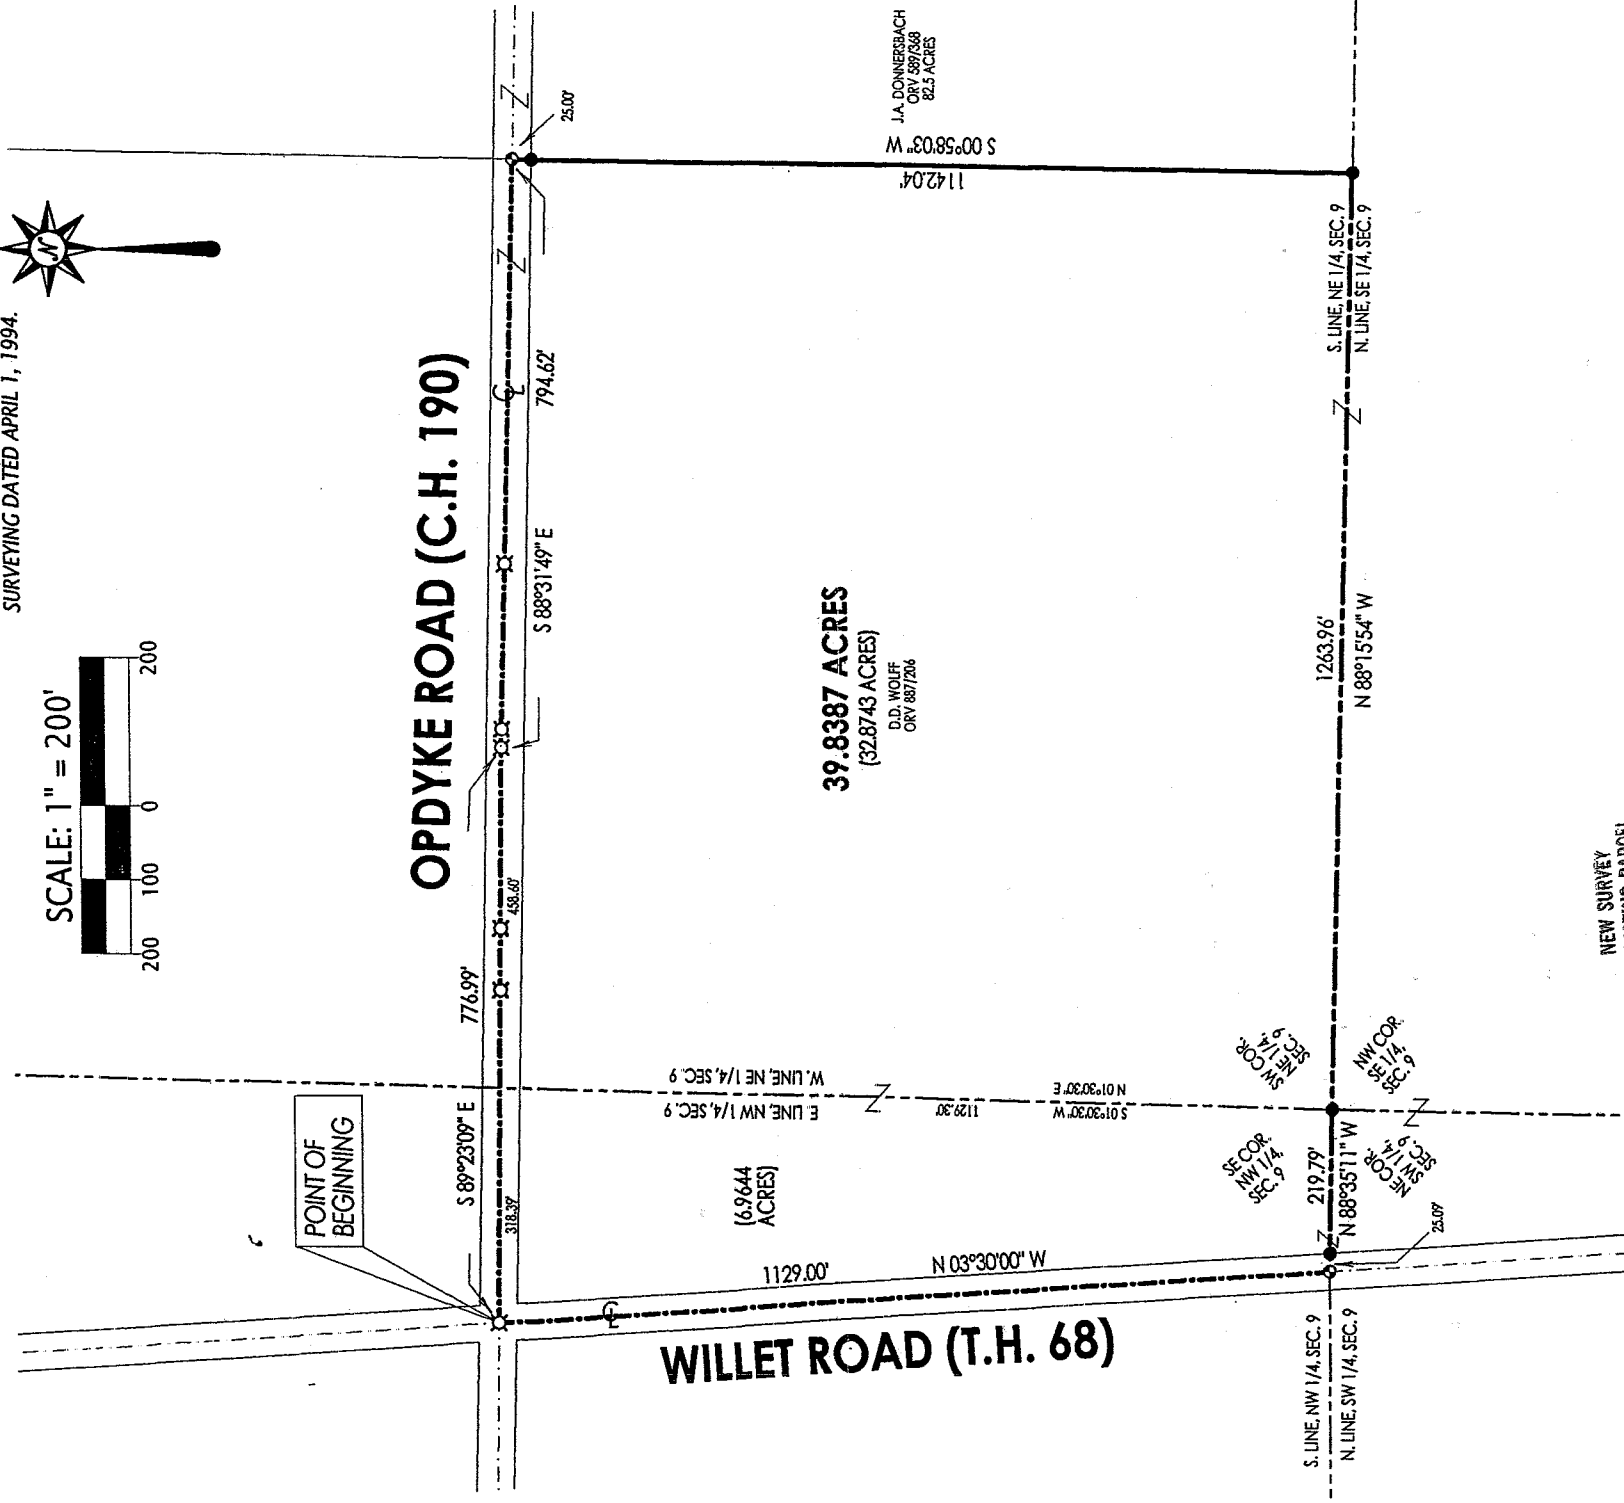 SURVEYING DATED APRIL 1, 1994.
N
SCALE: 1" = 200'
200
100
0
200
OPDYKE ROAD (C.H. 190)
POINT OF
BEGINNING
S 89°23'09" E
776.99'
318.39'
458.60'
S 88°31'49" E
794.62'
25.00'
J.A. DONNERSBACH
ORV 589/368
82.5 ACRES
S 00°58'03" W
1142.04'
W. LINE, NE 1/4, SEC. 9
E. LINE, NW 1/4, SEC. 9
N 01°30'30" E
1129.30'
S 01°30'30" W
39.8387 ACRES
(32.8743 ACRES)
D.D. WOLFF
ORV 887/206
(6.9644
ACRES)
1129.00'
N 03°30'00" W
WILLET ROAD (T.H. 68)
S. LINE, NE 1/4, SEC. 9
N. LINE, SE 1/4, SEC. 9
1263.96'
N 88°15'54" W
SW COR.
NE 1/4,
SEC. 9
NW COR.
SE 1/4,
SEC. 9
SE COR.
NW 1/4,
SEC. 9
NE COR.
SW 1/4,
SEC. 9
219.79'
N 88°35'11" W
25.09'
S. LINE, NW 1/4, SEC. 9
N. LINE, SW 1/4, SEC. 9
NEW SURVEY